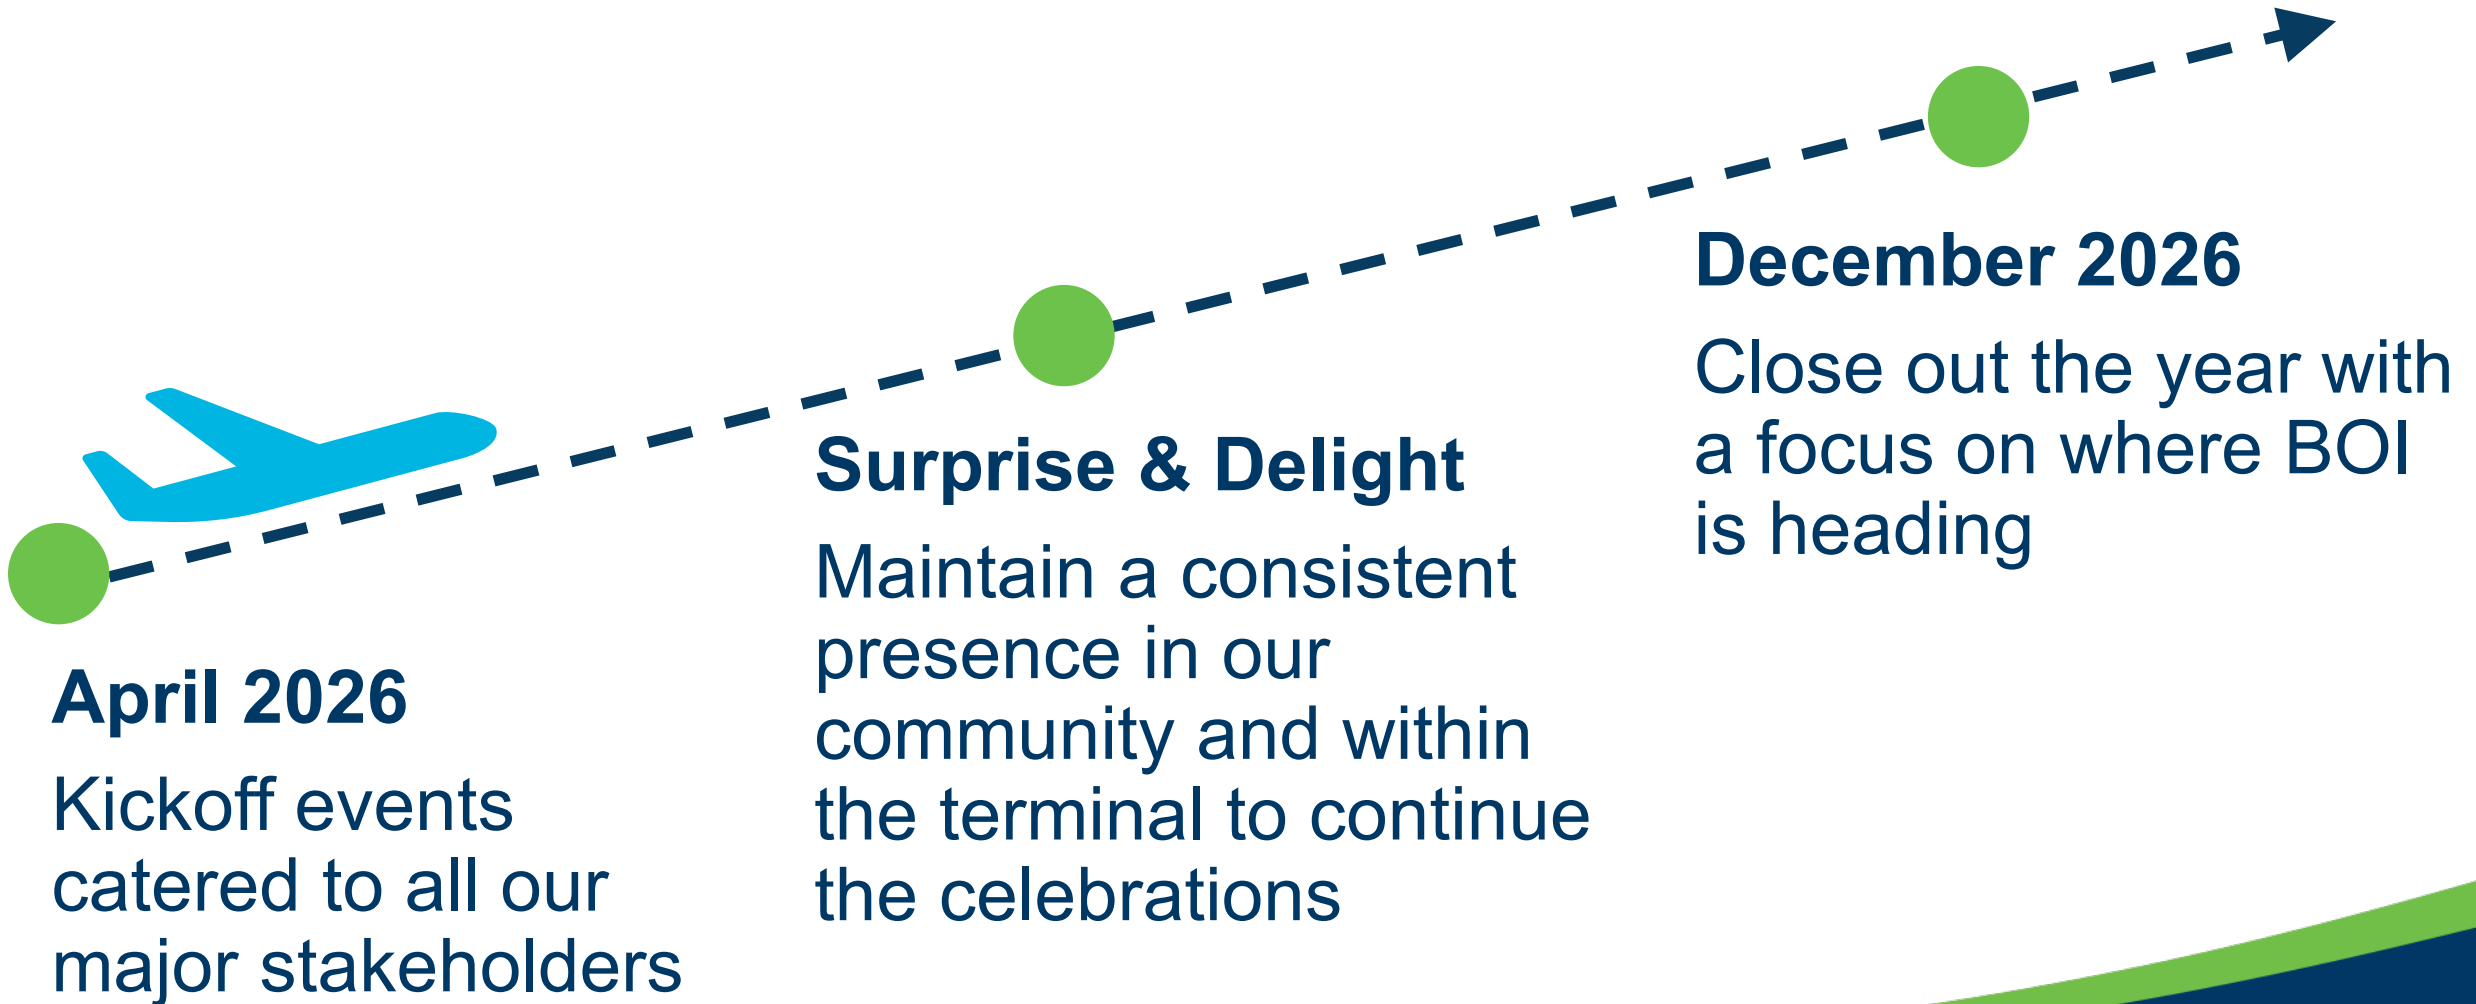 April 2026
Kickoff events
catered to all our
major stakeholders
Surprise & Delight
Maintain a consistent
presence in our
community and within
the terminal to continue
the celebrations
December 2026
Close out the year with
a focus on where BOI
is heading